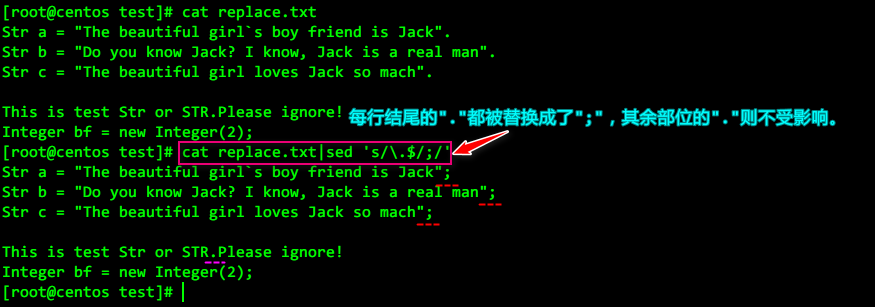 [root@centos test]# cat replace.txt
Str a = "The beautiful girl`s boy friend is Jack".
Str b = "Do you know Jack? I know, Jack is a real man".
Str c = "The beautiful girl loves Jack so mach".
This is test Str or STR.Please ignore!
每行结尾的"."都被替换成了";"，其余部位的"."则不受影响。
Integer bf = new Integer(2);
[root@centos test]# cat replace.txt|sed 's/\.$/;/'
Str a = "The beautiful girl`s boy friend is Jack";
Str b = "Do you know Jack? I know, Jack is a real man";
Str c = "The beautiful girl loves Jack so mach";
This is test Str or STR.Please ignore!
Integer bf = new Integer(2);
[root@centos test]#